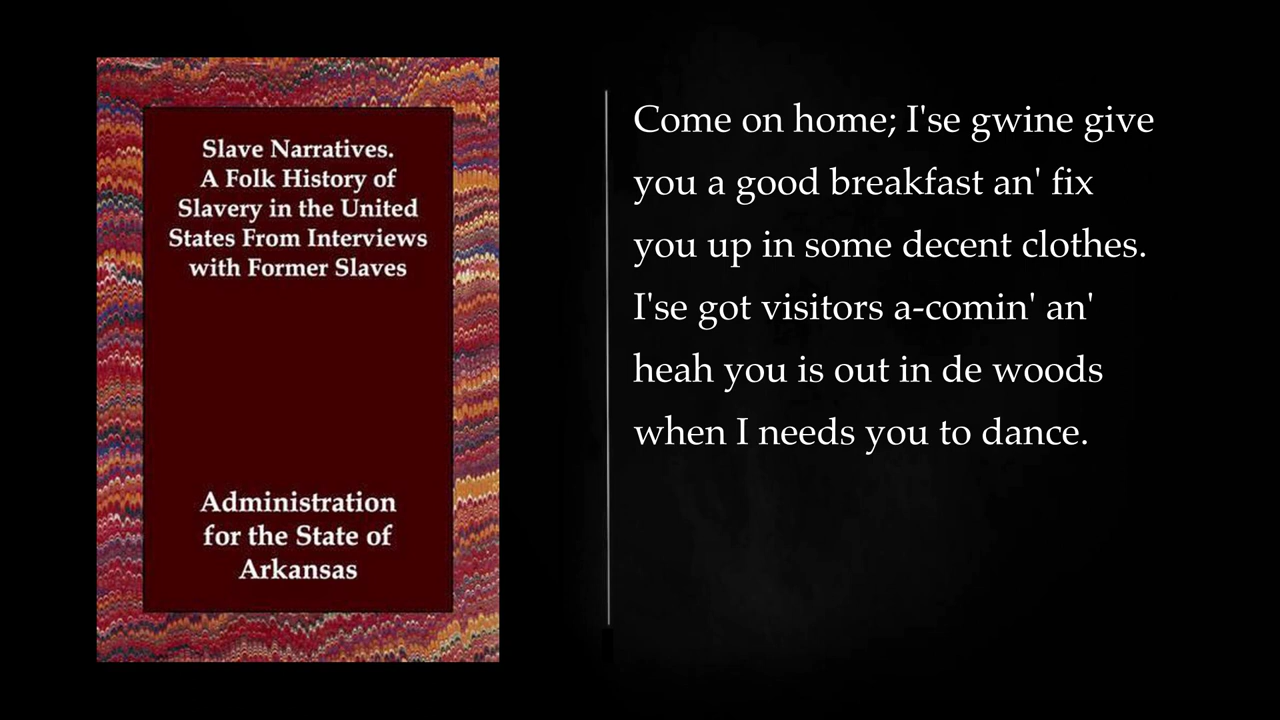 Slave Narratives.
A Folk History of
Slavery in the United
States From Interviews
with Former Slaves
Administration
for the State of
Arkansas
Come on home; I'se gwine give
you a good breakfast an' fix
you up in some decent clothes.
I'se got visitors a-comin' an'
heah you is out in de woods
when I needs you to dance.